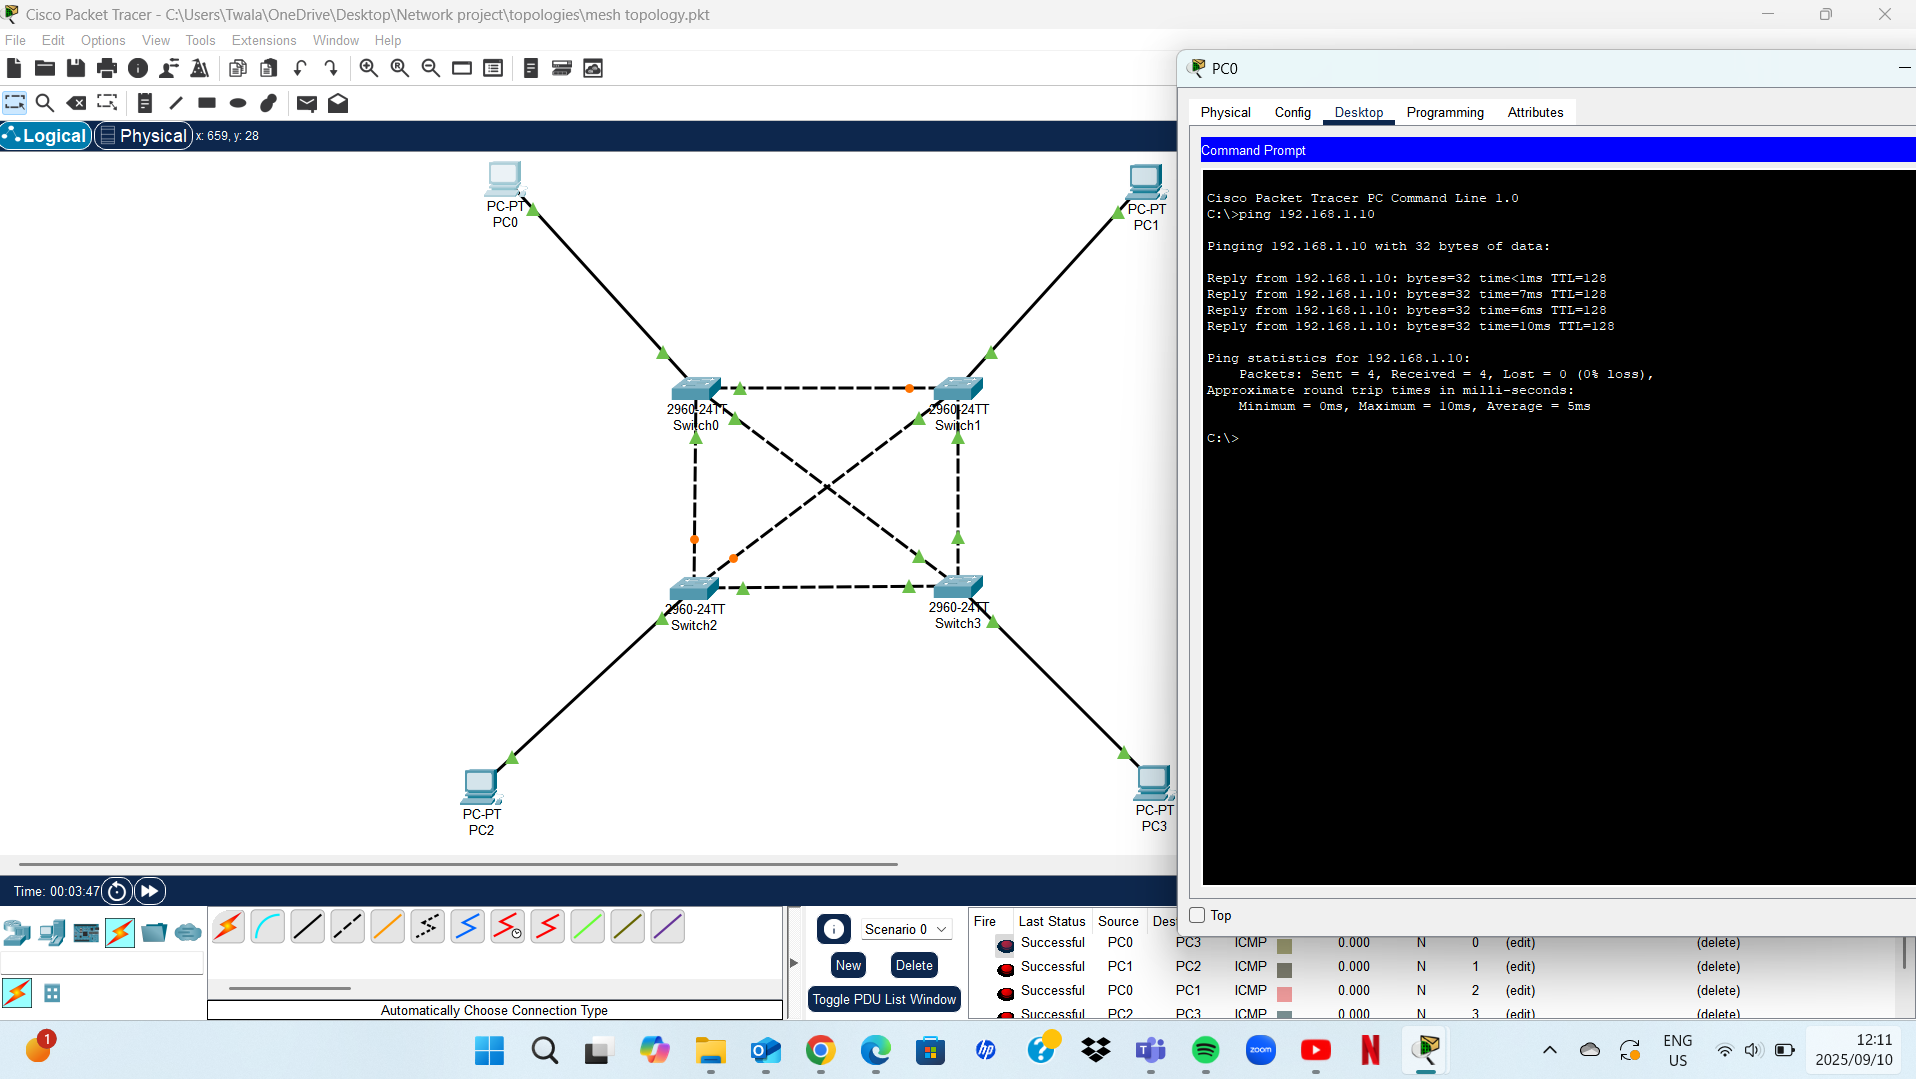 Cisco Packet Tracer - C:\Users\Twala\OneDrive\Desktop\Network project\topologies\mesh topology.pkt
File Edit Options View Tools Extensions Window Help
Logical Physical x: 659, y: 28
PC-PT
PC0
PC-PT
PC1
2960-24TT
Switch0
2960-24TT
Switch1
2960-24TT
Switch2
2960-24TT
Switch3
PC-PT
PC2
PC-PT
PC3
PC0
Physical Config Desktop Programming Attributes
Command Prompt
Cisco Packet Tracer PC Command Line 1.0
C:\>ping 192.168.1.10
Pinging 192.168.1.10 with 32 bytes of data:
Reply from 192.168.1.10: bytes=32 time<1ms TTL=128
Reply from 192.168.1.10: bytes=32 time=7ms TTL=128
Reply from 192.168.1.10: bytes=32 time=6ms TTL=128
Reply from 192.168.1.10: bytes=32 time=10ms TTL=128
Ping statistics for 192.168.1.10:
Packets: Sent = 4, Received = 4, Lost = 0 (0% loss),
Approximate round trip times in milli-seconds:
Minimum = 0ms, Maximum = 10ms, Average = 5ms
C:\>
Top
Time: 00:03:47
Automatically Choose Connection Type
Scenario 0
New Delete
Toggle PDU List Window
Fire Last Status Source Des
Successful PC0 PC3 ICMP 0.000 N 0 (edit) (delete)
Successful PC1 PC2 ICMP 0.000 N 1 (edit) (delete)
Successful PC0 PC1 ICMP 0.000 N 2 (edit) (delete)
Successful PC2 PC3 ICMP 0.000 N 3 (edit) (delete)
1
hp
zoom
N
ENG
US
12:11
2025/09/10